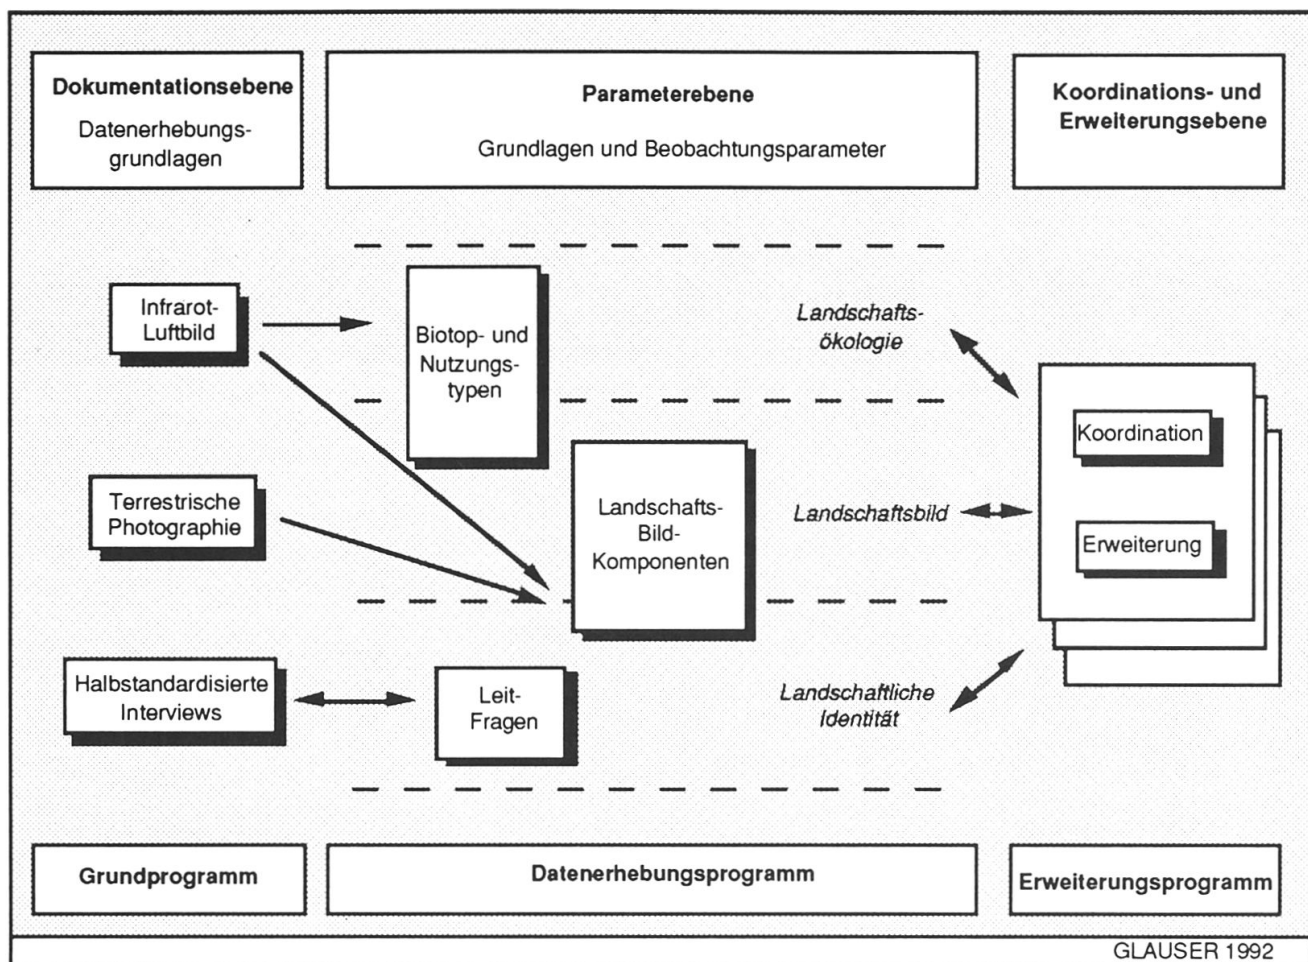 Dokumentationsebene
Datenerhebungs-
grundlagen
Parameterebene
Grundlagen und Beobachtungsparameter
Koordinations- und
Erweiterungsebene
Infrarot-
Luftbild
Biotop- und
Nutzungs-
typen
Landschafts-
ökologie
Koordination
Terrestrische
Photographie
Landschafts-
Bild-
Komponenten
Landschaftsbild
Erweiterung
Halbstandardisierte
Interviews
Leit-
Fragen
Landschaftliche
Identität
Grundprogramm
Datenerhebungsprogramm
Erweiterungsprogramm
GLAUSER 1992